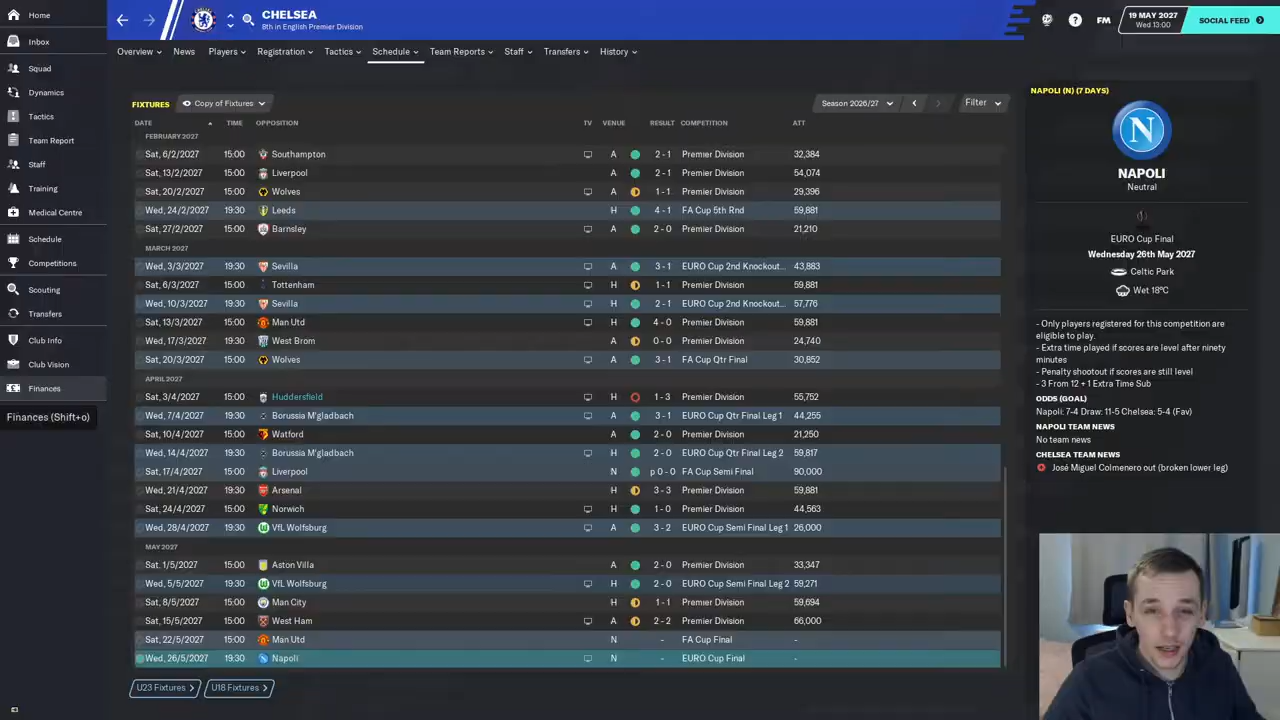 Home
Inbox
Squad
Dynamics
Tactics
Team Report
Staff
Training
Medical Centre
Schedule
Competitions
Scouting
Transfers
Club Info
Club Vision
Finances
Finances (Shift+o)
CHELSEA
8th in English Premier Division
FM
19 MAY 2027
Wed 13:00
SOCIAL FEED
Overview News Players Registration Tactics Schedule Team Reports Staff Transfers History
FIXTURES Copy of Fixtures Season 2026/27 Filter
DATE TIME OPPOSITION TV VENUE RESULT COMPETITION ATT
FEBRUARY 2027
Sat, 6/2/2027 15:00 Southampton A 2 - 1 Premier Division 32,384
Sat, 13/2/2027 15:00 Liverpool A 2 - 1 Premier Division 54,074
Sat, 20/2/2027 15:00 Wolves A 1 - 1 Premier Division 29,396
Wed, 24/2/2027 19:30 Leeds H 4 - 1 FA Cup 5th Rnd 59,881
Sat, 27/2/2027 15:00 Barnsley A 2 - 0 Premier Division 21,210
MARCH 2027
Wed, 3/3/2027 19:30 Sevilla A 3 - 1 EURO Cup 2nd Knockout... 43,883
Sat, 6/3/2027 15:00 Tottenham H 1 - 1 Premier Division 59,881
Wed, 10/3/2027 19:30 Sevilla H 2 - 1 EURO Cup 2nd Knockout... 57,776
Sat, 13/3/2027 15:00 Man Utd H 4 - 0 Premier Division 59,881
Wed, 17/3/2027 19:30 West Brom A 0 - 0 Premier Division 24,740
Sat, 20/3/2027 15:00 Wolves A 3 - 1 FA Cup Qtr Final 30,852
APRIL 2027
Sat, 3/4/2027 15:00 Huddersfield H 1 - 3 Premier Division 55,752
Wed, 7/4/2027 19:30 Borussia M'gladbach A 3 - 1 EURO Cup Qtr Final Leg 1 44,255
Sat, 10/4/2027 15:00 Watford A 2 - 0 Premier Division 21,250
Wed, 14/4/2027 19:30 Borussia M'gladbach H 2 - 0 EURO Cup Qtr Final Leg 2 59,817
Sat, 17/4/2027 15:00 Liverpool N p 0 - 0 FA Cup Semi Final 90,000
Wed, 21/4/2027 19:30 Arsenal H 3 - 3 Premier Division 59,881
Sat, 24/4/2027 15:00 Norwich H 1 - 0 Premier Division 44,563
Wed, 28/4/2027 19:30 VfL Wolfsburg A 3 - 2 EURO Cup Semi Final Leg 1 26,000
MAY 2027
Sat, 1/5/2027 15:00 Aston Villa A 2 - 0 Premier Division 33,347
Wed, 5/5/2027 19:30 VfL Wolfsburg H 2 - 0 EURO Cup Semi Final Leg 2 59,271
Sat, 8/5/2027 15:00 Man City H 1 - 1 Premier Division 59,694
Sat, 15/5/2027 15:00 West Ham A 2 - 2 Premier Division 66,000
Sat, 22/5/2027 15:00 Man Utd N - FA Cup Final -
Wed, 26/5/2027 19:30 Napoli N - EURO Cup Final -
U23 Fixtures U18 Fixtures
NAPOLI (N) (7 DAYS)
N
NAPOLI
Neutral
EURO Cup Final
Wednesday 26th May 2027
Celtic Park
Wet 18°C
- Only players registered for this competition are
eligible to play.
- Extra time played if scores are level after ninety
minutes
- Penalty shootout if scores are still level
- 3 From 12 + 1 Extra Time Sub
ODDS (GOAL)
Napoli: 7-4 Draw: 11-5 Chelsea: 5-4 (Fav)
NAPOLI TEAM NEWS
No team news
CHELSEA TEAM NEWS
José Miguel Colmenero out (broken lower leg)